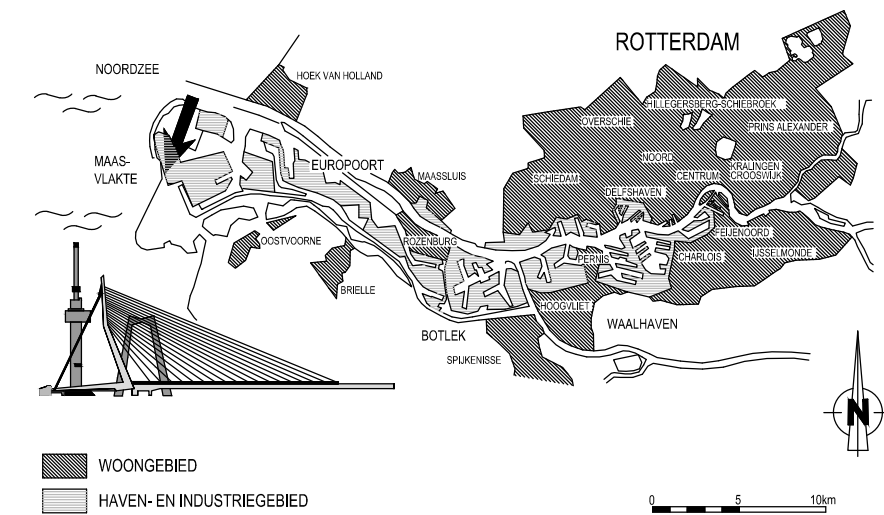 ROTTERDAM
NOORDZEE
HOEK VAN HOLLAND
HILLEGERSBERG-SCHIEBROEK
OVERSCHIE
PRINS ALEXANDER
MAAS-
VLAKTE
EUROPOORT
NOORD
KRALINGEN
CROOSWIJK
MAASSLUIS
SCHIEDAM
CENTRUM
DELFSHAVEN
FEIJENOORD
OOSTVOORNE
ROZENBURG
IJSSELMONDE
PERNIS
CHARLOIS
BRIELLE
HOOGVLIET
WAALHAVEN
BOTLEK
SPIJKENISSE
N
WOONGEBIED
HAVEN- EN INDUSTRIEGEBIED
0 5 10km